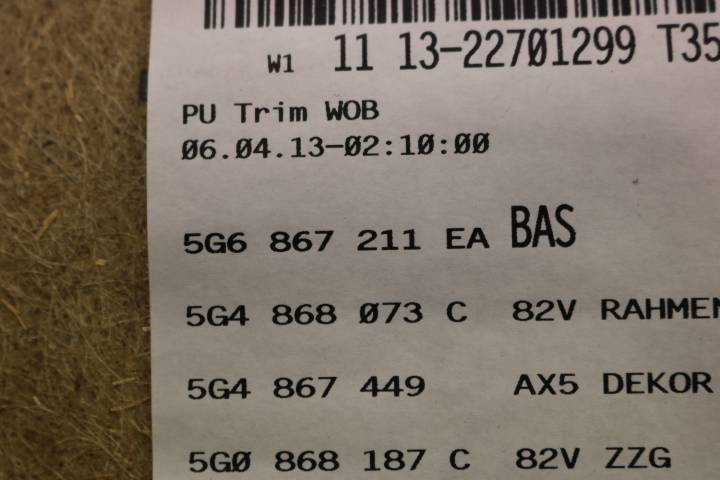 W1 11 13-22701299 T35
PU Trim WOB
06.04.13-02:10:00
5G6 867 211 EA BAS
5G4 868 073 C 82V RAHMEN
5G4 867 449 AX5 DEKOR
5G0 868 187 C 82V ZZG